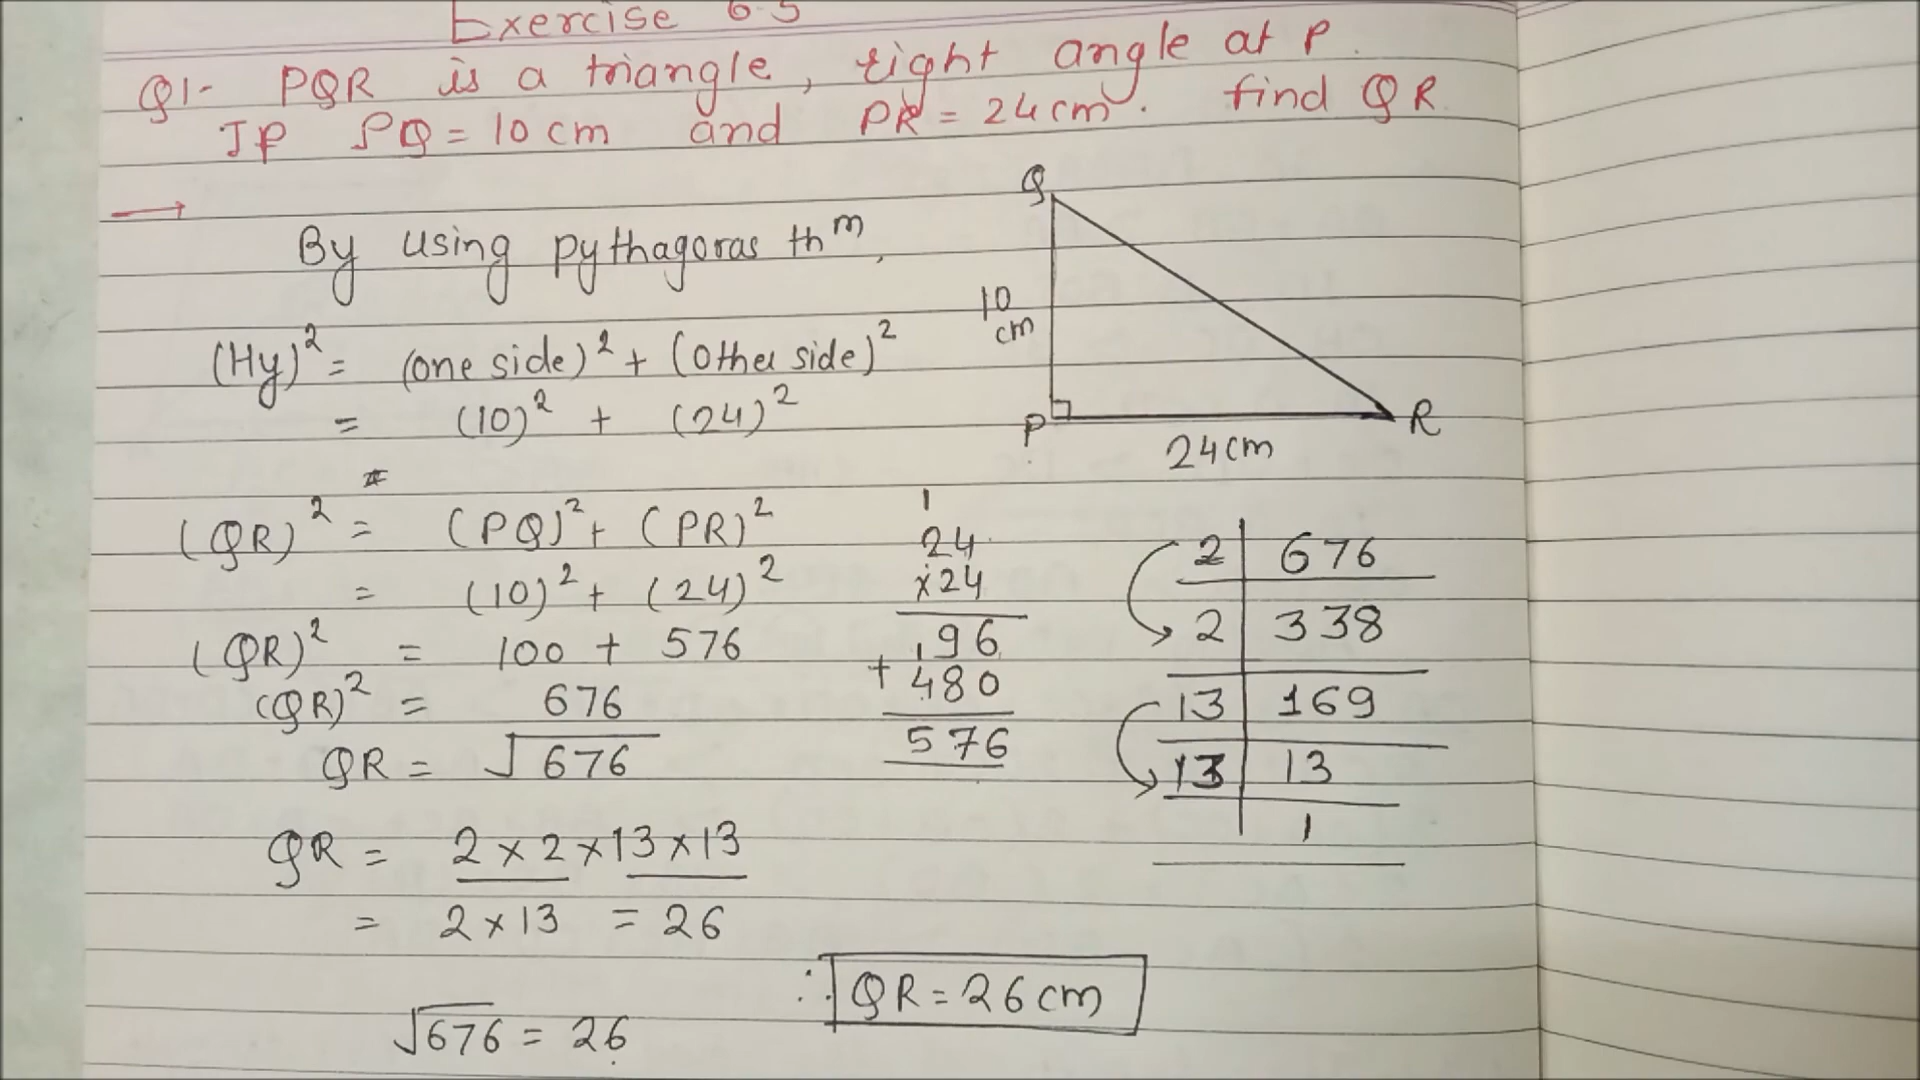 Exercise 6.5
Q1- PQR is a triangle, right angle at P.
If PQ = 10 cm and PR = 24 cm. find QR
→
By using pythagoras thᵐ,
(Hy)² = (one side)² + (Other side)²
= (10)² + (24)²
Q
10
cm
P
R
24 cm
(QR)² = (PQ)² + (PR)²
= (10)² + (24)²
(QR)² = 100 + 576
(QR)² = 676
QR = √676
QR = 2 × 2 × 13 × 13
= 2 × 13 = 26
√676 = 26
1
24
×24
196
+ 480
576
2 | 676
2 | 338
13 | 169
13 | 13
1
∴ QR = 26 cm